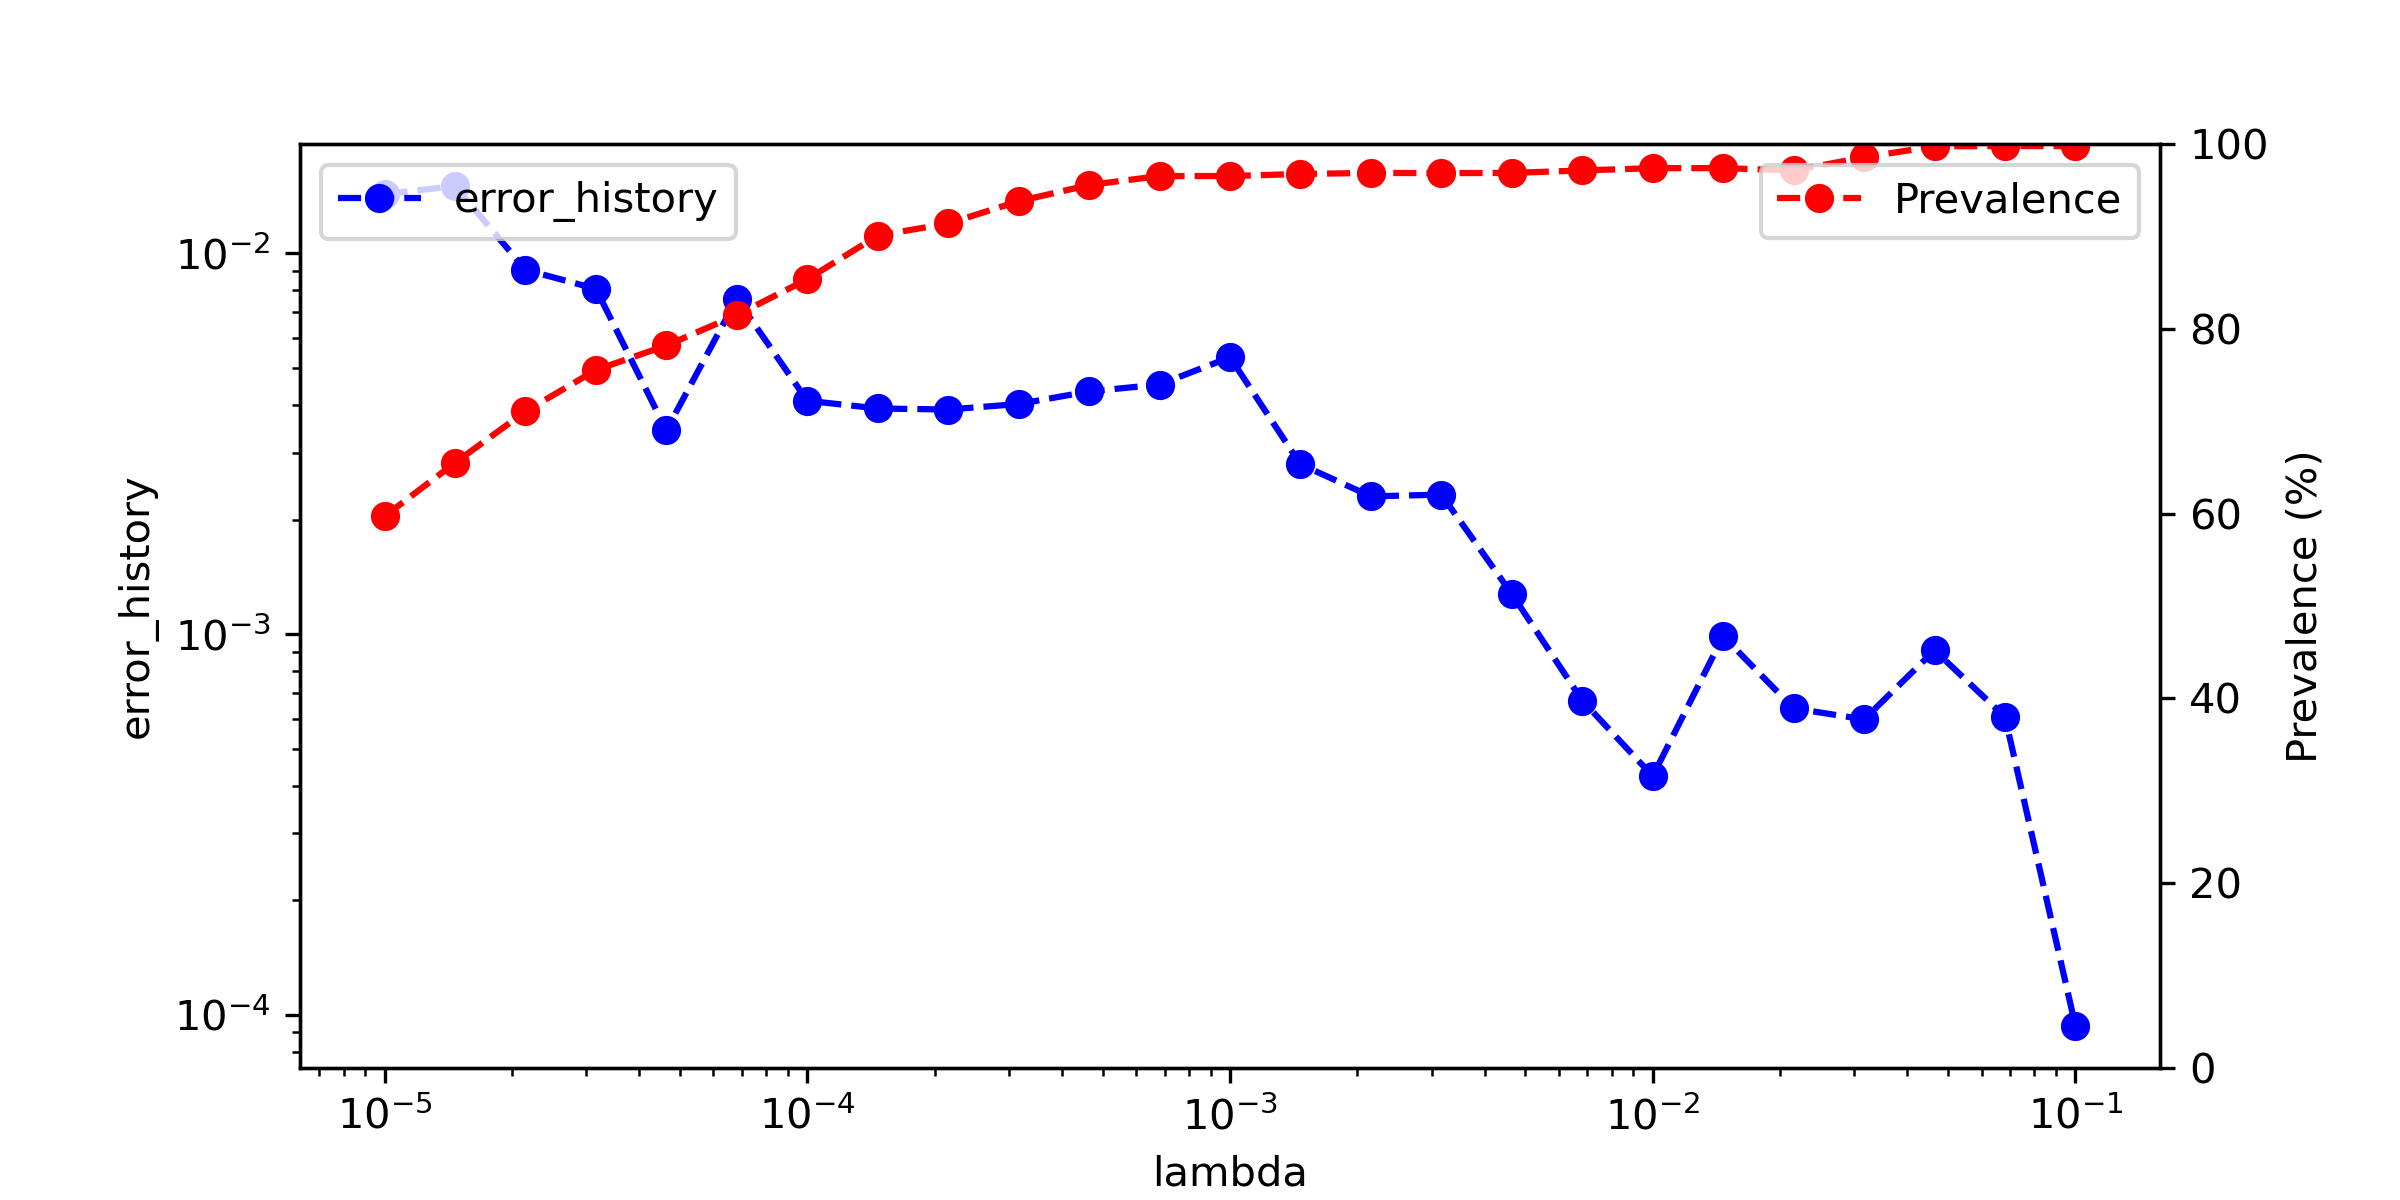 error_history
Prevalence
10⁻²
10⁻³
10⁻⁴
error_history
100
80
60
40
20
0
Prevalence (%)
10⁻⁵
10⁻⁴
10⁻³
10⁻²
10⁻¹
lambda